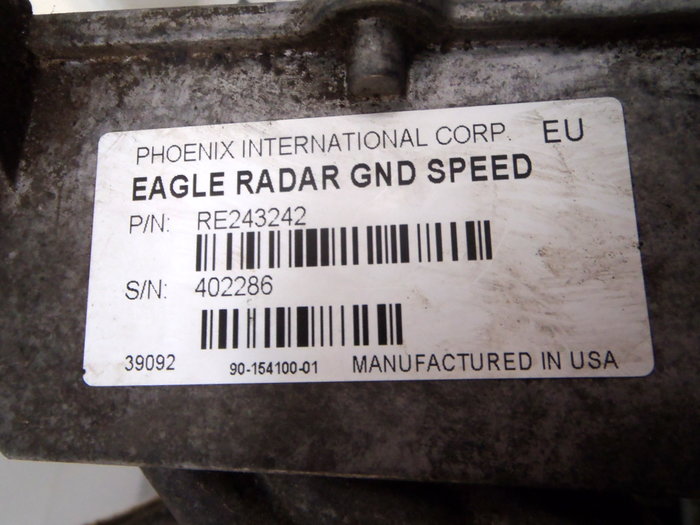 PHOENIX INTERNATIONAL CORP. EU
EAGLE RADAR GND SPEED
P/N: RE243242
S/N: 402286
39092 90-154100-01 MANUFACTURED IN USA